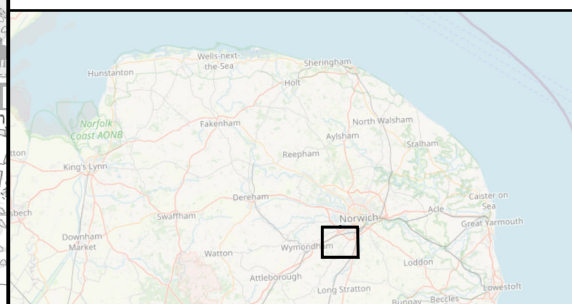 Wells-next
the-Sea
Sheringham
Hunstanton
Holt
Norfolk
Coast AONB
Fakenham
North Walsham
Aylsham
Stalham
Reepham
King's Lynn
Dereham
Caister on
Sea
Swaffham
Norwich
Acle
Great Yarmouth
Downham
Market
Watton
Wymondham
Loddon
Attleborough
Long Stratton
Lowestoft
Bungay
Beccles